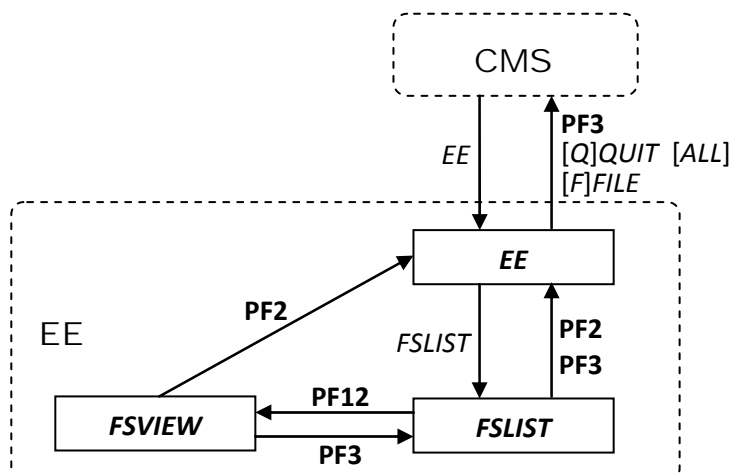 CMS
EE
PF3
[Q]QUIT [ALL]
[F]FILE
EE
PF2
EE
FSLIST
PF2
PF3
FSVIEW
PF12
PF3
FSLIST